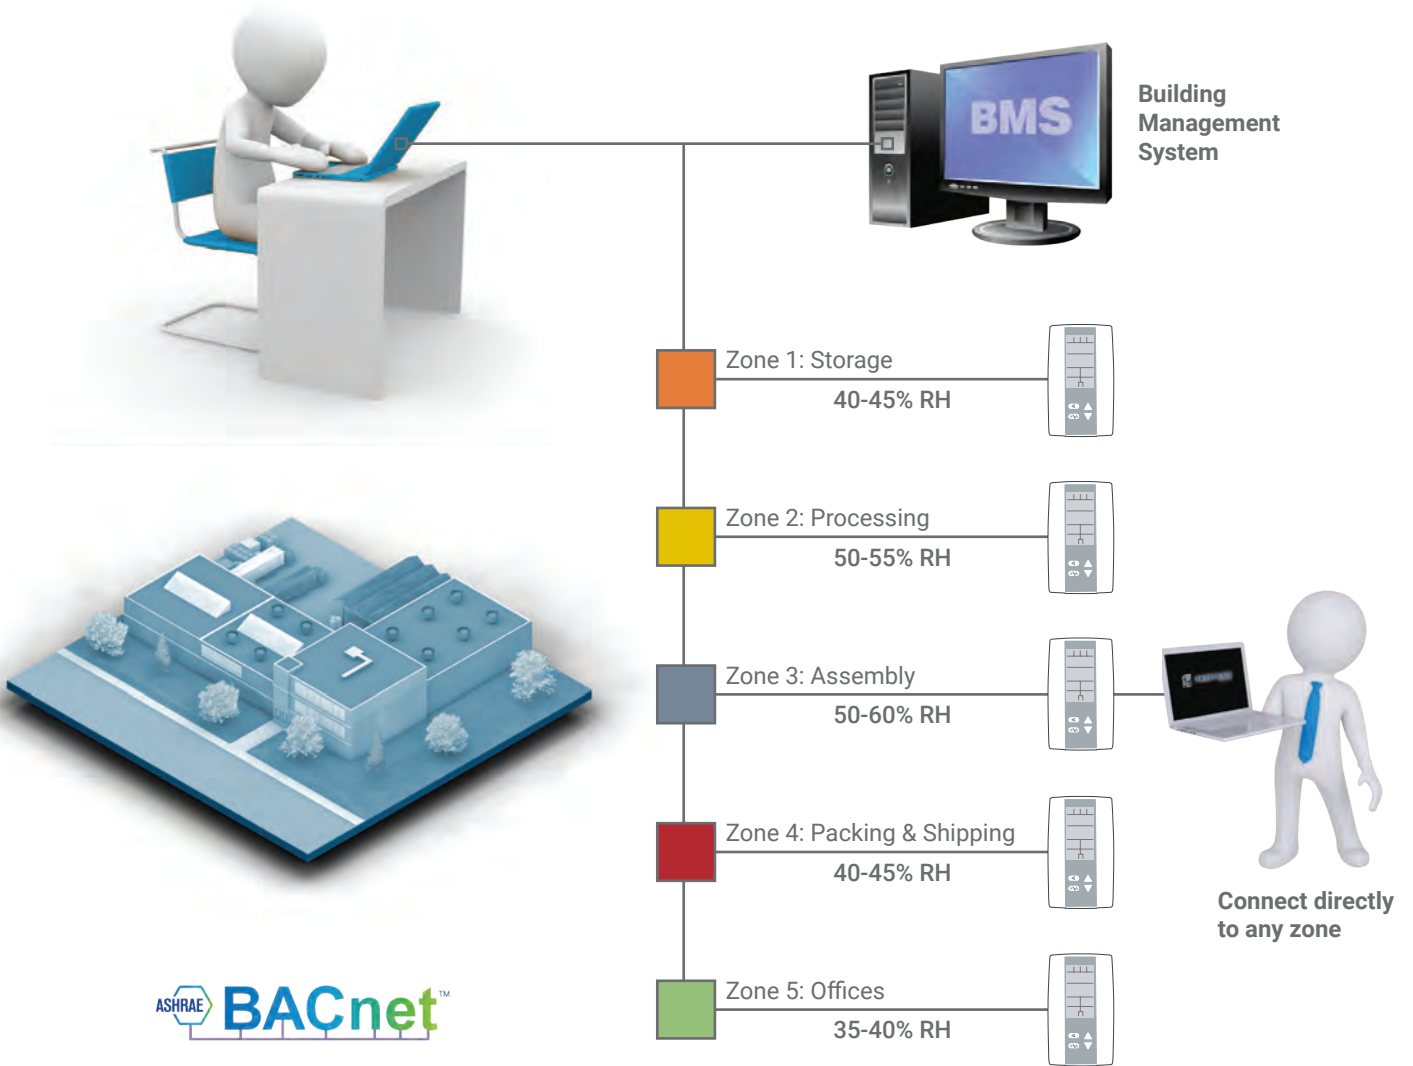 BMS
Building
Management
System
Zone 1: Storage
40-45% RH
Zone 2: Processing
50-55% RH
Zone 3: Assembly
50-60% RH
Zone 4: Packing & Shipping
40-45% RH
Connect directly
to any zone
Zone 5: Offices
35-40% RH
ASHRAE BACnet™